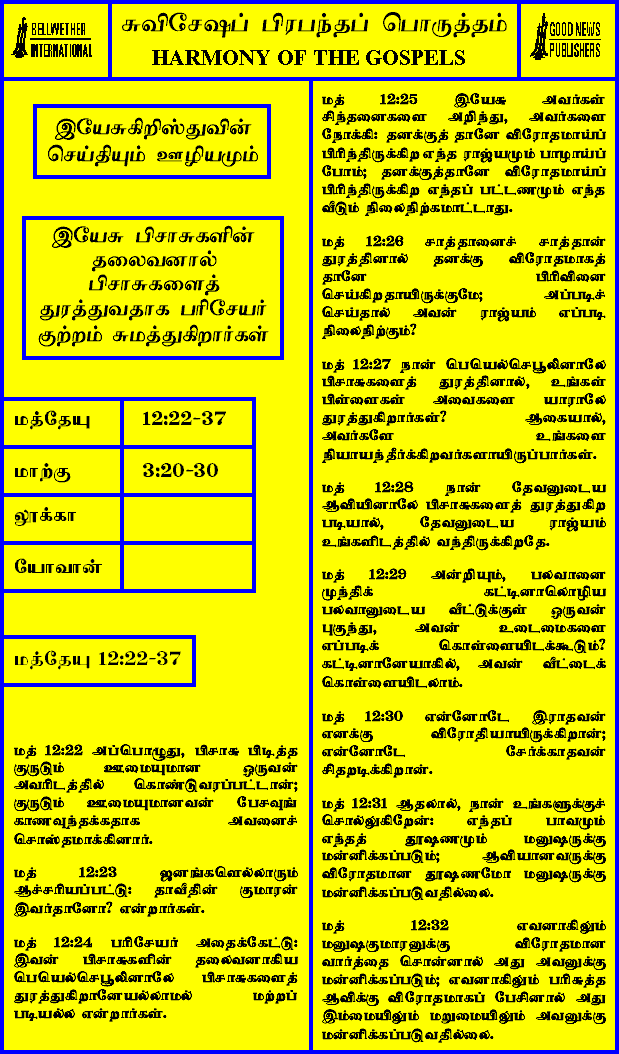 BELLWETHER
INTERNATIONAL
சுவிசேஷப் பிரபந்தப் பொருத்தம்
HARMONY OF THE GOSPELS
GOOD NEWS
PUBLISHERS
இயேசுகிறிஸ்துவின்
செய்தியும் ஊழியமும்
இயேசு பிசாசுகளின்
தலைவனால்
பிசாசுகளைத்
துரத்துவதாக பரிசேயர்
குற்றம் சுமத்துகிறார்கள்
மத்தேயு 12:22-37
மாற்கு 3:20-30
லூக்கா
யோவான்
மத்தேயு 12:22-37
மத் 12:22 அப்பொழுது, பிசாசு பிடித்த
குருடும் ஊமையுமான ஒருவன்
அவரிடத்தில் கொண்டுவரப்பட்டான்;
குருடும் ஊமையுமானவன் பேசவுங்
காணவுந்தக்கதாக அவனைச்
சொஸ்தமாக்கினார்.
மத் 12:23 ஜனங்களெல்லாரும்
ஆச்சரியப்பட்டு: தாவீதின் குமாரன்
இவர்தானோ? என்றார்கள்.
மத் 12:24 பரிசேயர் அதைக்கேட்டு:
இவன் பிசாசுகளின் தலைவனாகிய
பெயெல்செபூலினாலே பிசாசுகளைத்
துரத்துகிறானேயல்லாமல் மற்றப்
படியல்ல என்றார்கள்.
மத் 12:25 இயேசு அவர்கள்
சிந்தனைகளை அறிந்து, அவர்களை
நோக்கி: தனக்குத் தானே விரோதமாய்ப்
பிரிந்திருக்கிற எந்த ராஜ்யமும் பாழாய்ப்
போம்; தனக்குத்தானே விரோதமாய்ப்
பிரிந்திருக்கிற எந்தப் பட்டணமும் எந்த
வீடும் நிலைநிற்கமாட்டாது.
மத் 12:26 சாத்தானைச் சாத்தான்
துரத்தினால் தனக்கு விரோதமாகத்
தானே பிரிவினை
செய்கிறதாயிருக்குமே; அப்படிச்
செய்தால் அவன் ராஜ்யம் எப்படி
நிலைநிற்கும்?
மத் 12:27 நான் பெயெல்செபூலினாலே
பிசாசுகளைத் துரத்தினால், உங்கள்
பிள்ளைகள் அவைகளை யாராலே
துரத்துகிறார்கள்? ஆகையால்,
அவர்களே உங்களை
நியாயந்தீர்க்கிறவர்களாயிருப்பார்கள்.
மத் 12:28 நான் தேவனுடைய
ஆவியினாலே பிசாசுகளைத் துரத்துகிற
படியால், தேவனுடைய ராஜ்யம்
உங்களிடத்தில் வந்திருக்கிறதே.
மத் 12:29 அன்றியும், பலவானை
முந்திக் கட்டினாலொழிய
பலவானுடைய வீட்டுக்குள் ஒருவன்
புகுந்து, அவன் உடைமைகளை
எப்படிக் கொள்ளையிடக்கூடும்?
கட்டினானேயாகில், அவன் வீட்டைக்
கொள்ளையிடலாம்.
மத் 12:30 என்னோடே இராதவன்
எனக்கு விரோதியாயிருக்கிறான்;
என்னோடே சேர்க்காதவன்
சிதறடிக்கிறான்.
மத் 12:31 ஆதலால், நான் உங்களுக்குச்
சொல்லுகிறேன்: எந்தப் பாவமும்
எந்தத் தூஷணமும் மனுஷருக்கு
மன்னிக்கப்படும்; ஆவியானவருக்கு
விரோதமான தூஷணமோ மனுஷருக்கு
மன்னிக்கப்படுவதில்லை.
மத் 12:32 எவனாகிலும்
மனுஷகுமாரனுக்கு விரோதமான
வார்த்தை சொன்னால் அது அவனுக்கு
மன்னிக்கப்படும்; எவனாகிலும் பரிசுத்த
ஆவிக்கு விரோதமாகப் பேசினால் அது
இம்மையிலும் மறுமையிலும் அவனுக்கு
மன்னிக்கப்படுவதில்லை.